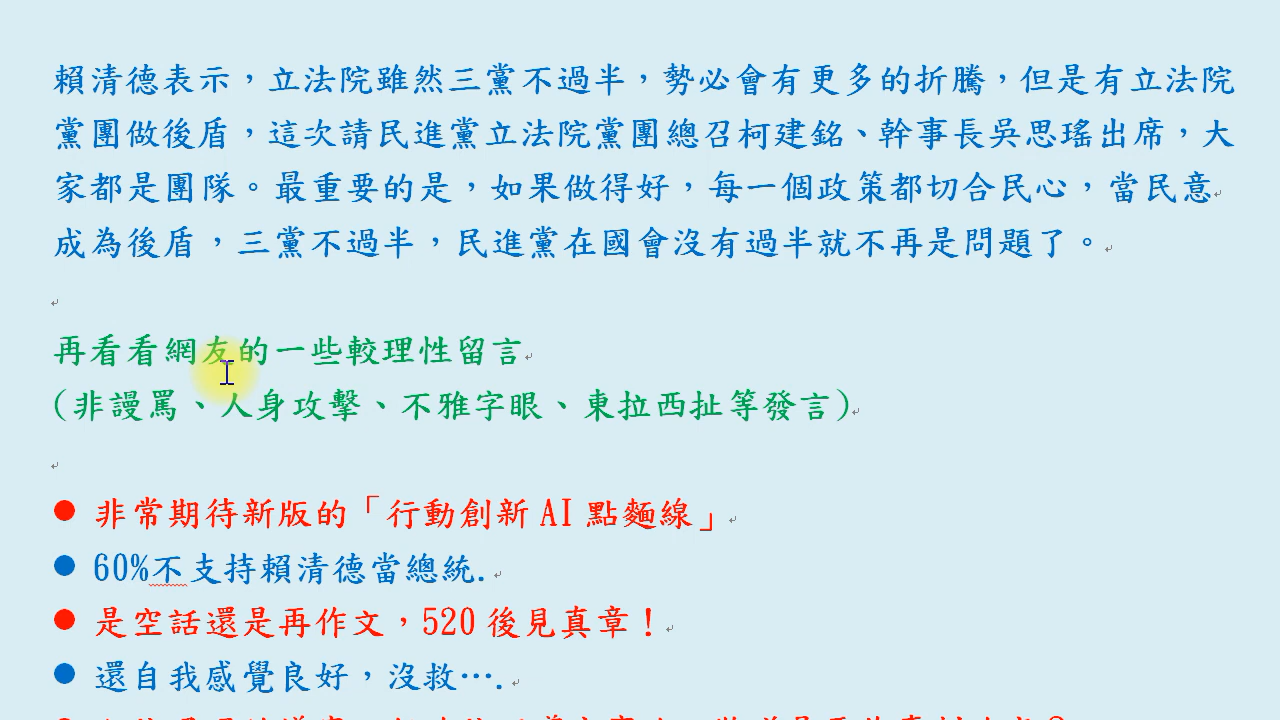 賴清德表示，立法院雖然三黨不過半，勢必會有更多的折騰，但是有立法院
黨團做後盾，這次請民進黨立法院黨團總召柯建銘、幹事長吳思瑤出席，大
家都是團隊。最重要的是，如果做得好，每一個政策都切合民心，當民意
成為後盾，三黨不過半，民進黨在國會沒有過半就不再是問題了。
再看看網友的一些較理性留言
(非謾罵、人身攻擊、不雅字眼、東拉西扯等發言)
● 非常期待新版的「行動創新 AI 點麵線」
● 60%不支持賴清德當總統.
● 是空話還是再作文，520 後見真章！
● 還自我感覺良好，沒救….